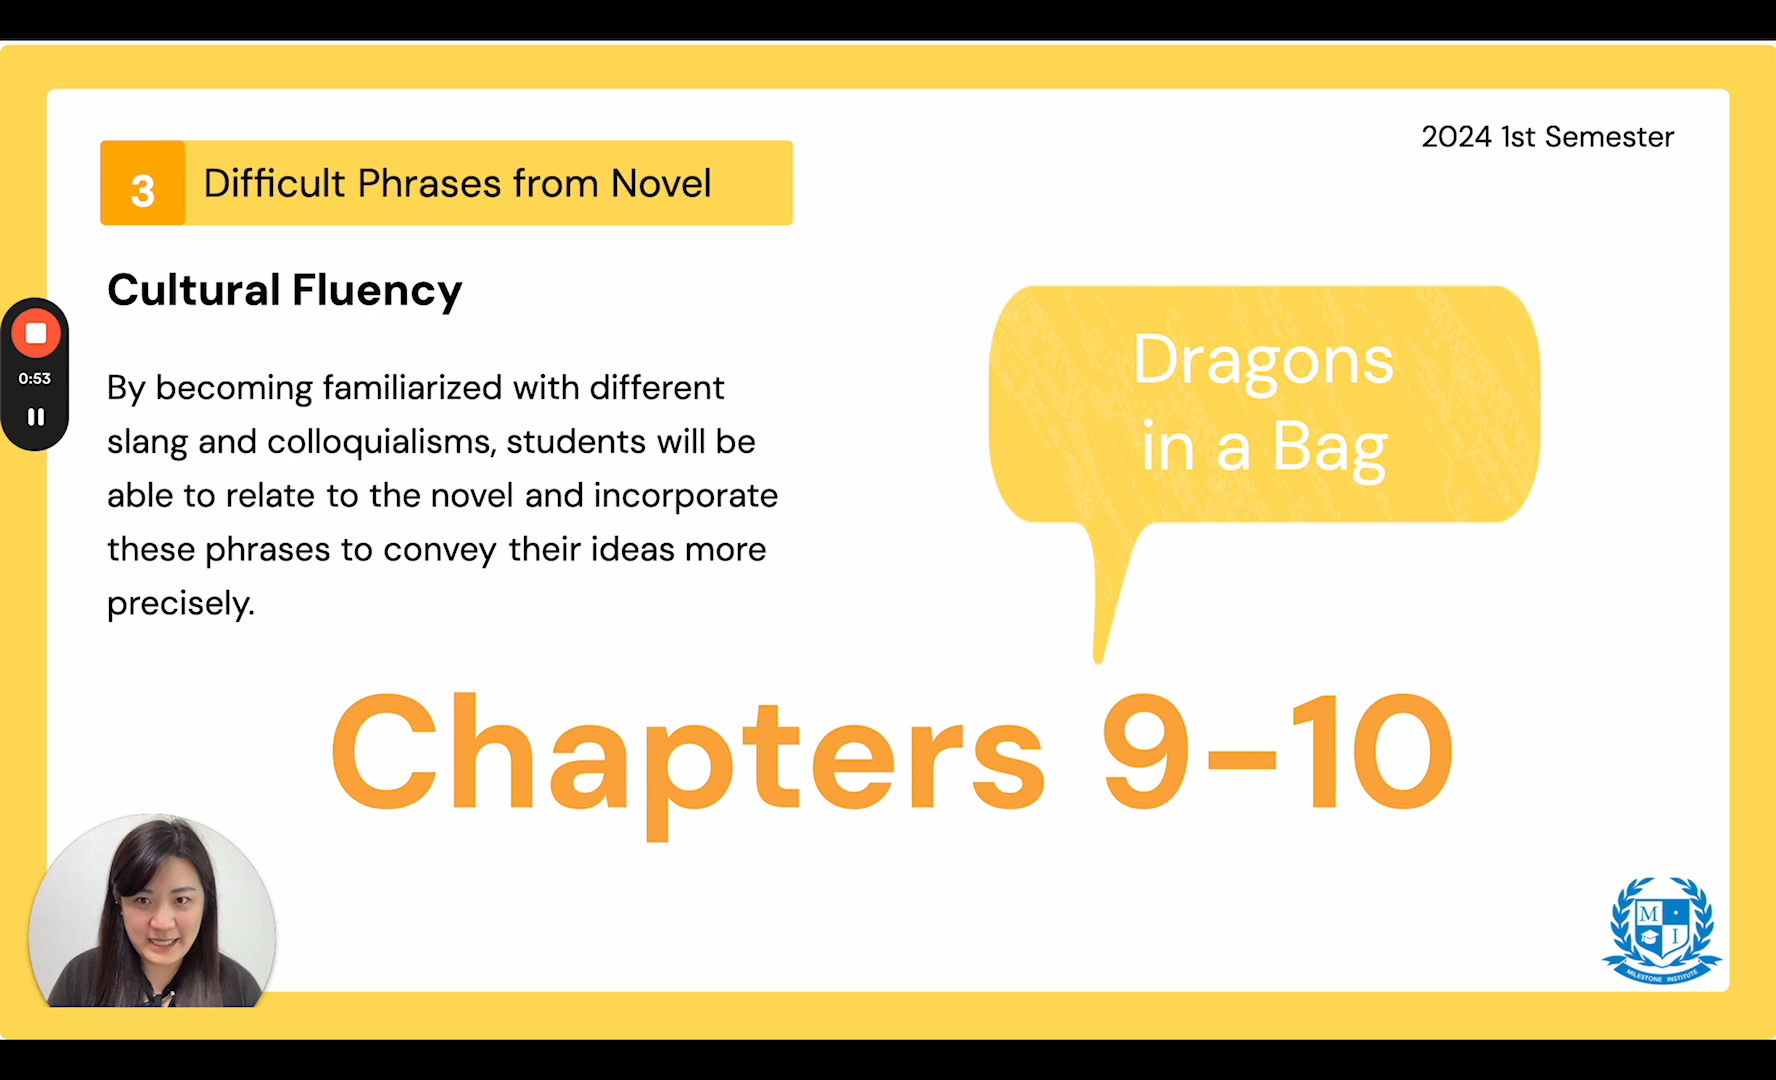 2024 1st Semester
3 Difficult Phrases from Novel
Cultural Fluency
By becoming familiarized with different
slang and colloquialisms, students will be
able to relate to the novel and incorporate
these phrases to convey their ideas more
precisely.
Dragons
in a Bag
Chapters 9-10
0:53
M
I
MILESTONE INSTITUTE